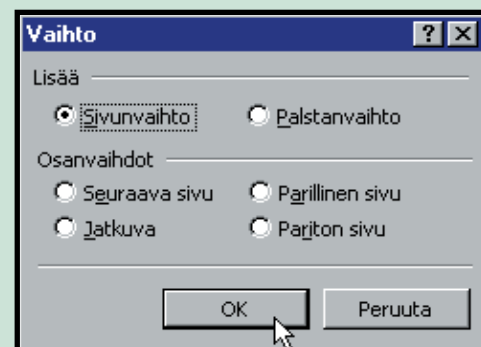 Vaihto
Lisää
Sivunvaihto Palstanvaihto
Osanvaihdot
Seuraava sivu Parillinen sivu
Jatkuva Pariton sivu
OK Peruuta